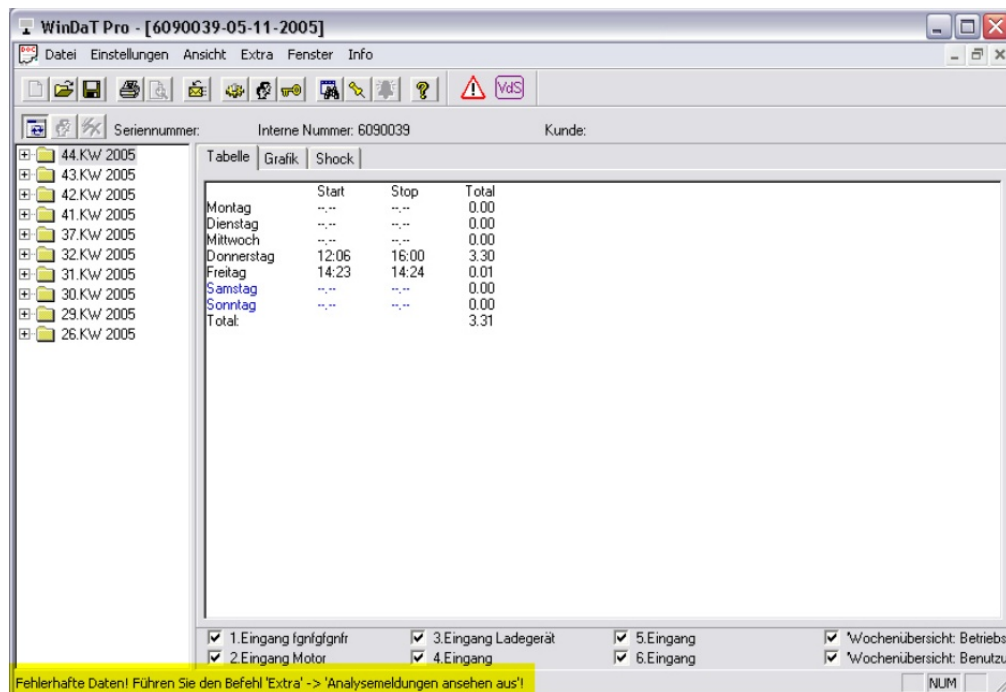 WinDaT Pro - [6090039-05-11-2005]
Datei Einstellungen Ansicht Extra Fenster Info
VdS
Seriennummer: Interne Nummer: 6090039 Kunde:
44.KW 2005
43.KW 2005
42.KW 2005
41.KW 2005
37.KW 2005
32.KW 2005
31.KW 2005
30.KW 2005
29.KW 2005
26.KW 2005
Tabelle Grafik Shock
Start Stop Total
Montag --.-- --.-- 0.00
Dienstag --.-- --.-- 0.00
Mittwoch --.-- --.-- 0.00
Donnerstag 12:06 16:00 3.30
Freitag 14:23 14:24 0.01
Samstag --.-- --.-- 0.00
Sonntag --.-- --.-- 0.00
Total: 3.31
1.Eingang fgnfgfgnfr 3.Eingang Ladegerät 5.Eingang 'Wochenübersicht: Betriebs
2.Eingang Motor 4.Eingang 6.Eingang 'Wochenübersicht: Benutzu
Fehlerhafte Daten! Führen Sie den Befehl 'Extra' -> 'Analysemeldungen ansehen aus'! NUM